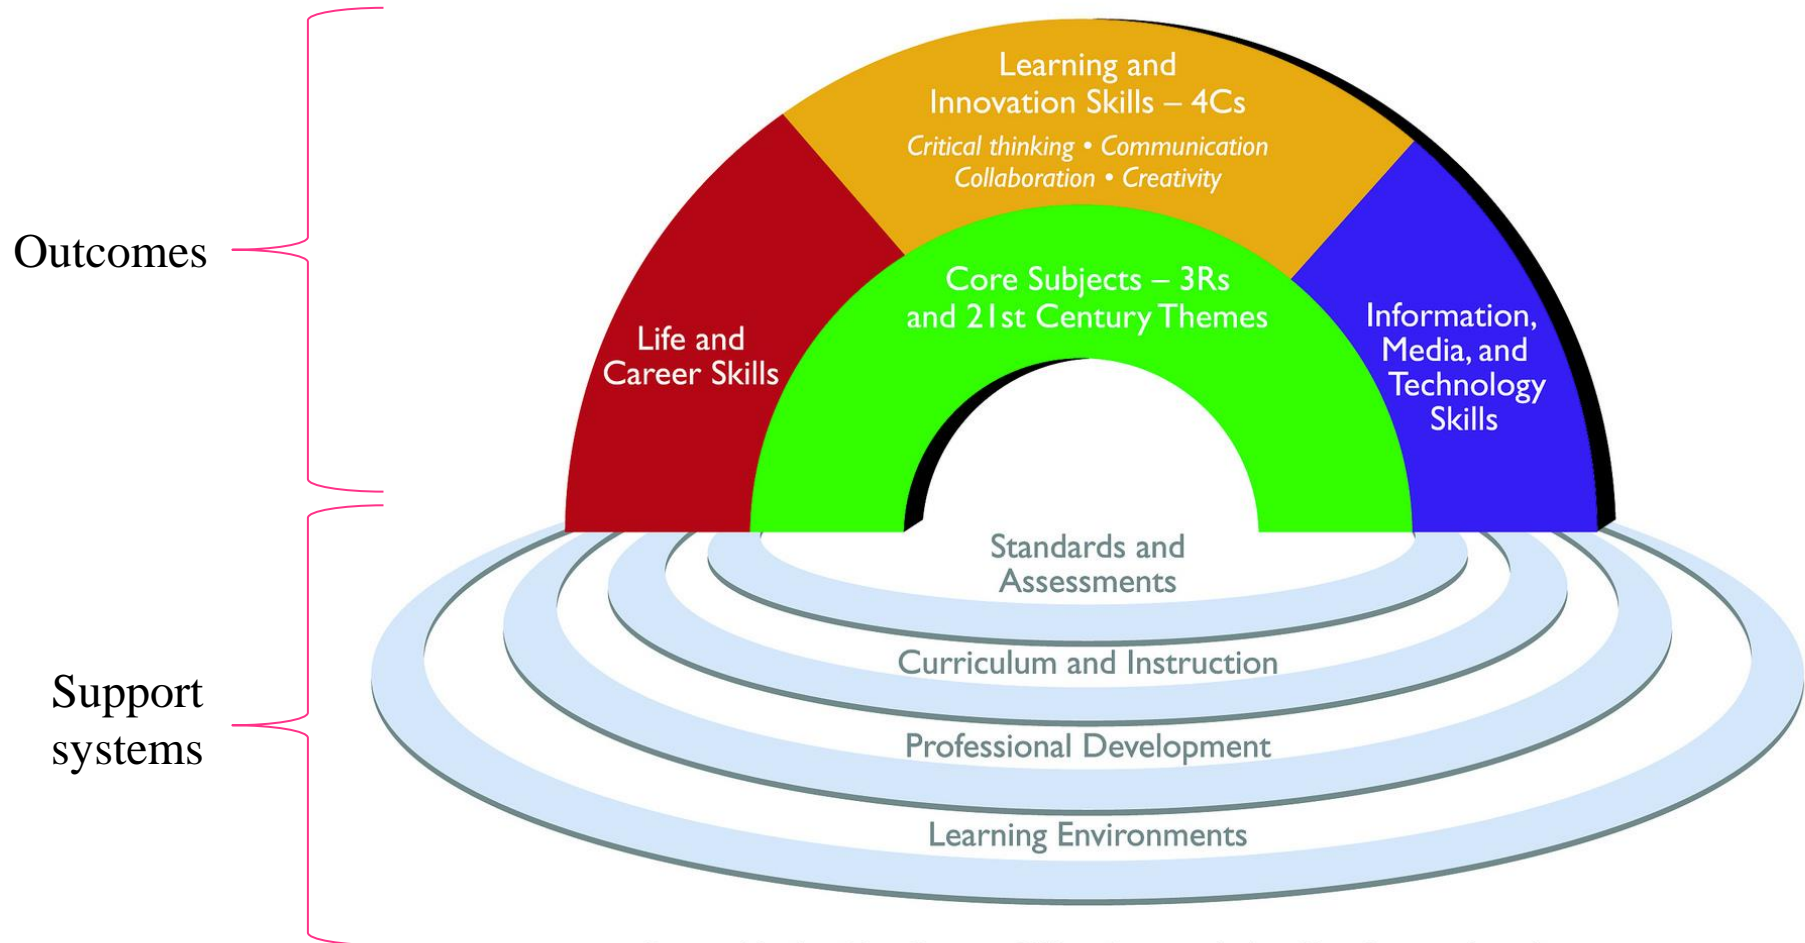 Outcomes
Learning and
Innovation Skills – 4Cs
Critical thinking • Communication
Collaboration • Creativity
Core Subjects – 3Rs
and 21st Century Themes
Life and
Career Skills
Information,
Media, and
Technology
Skills
Support
systems
Standards and
Assessments
Curriculum and Instruction
Professional Development
Learning Environments